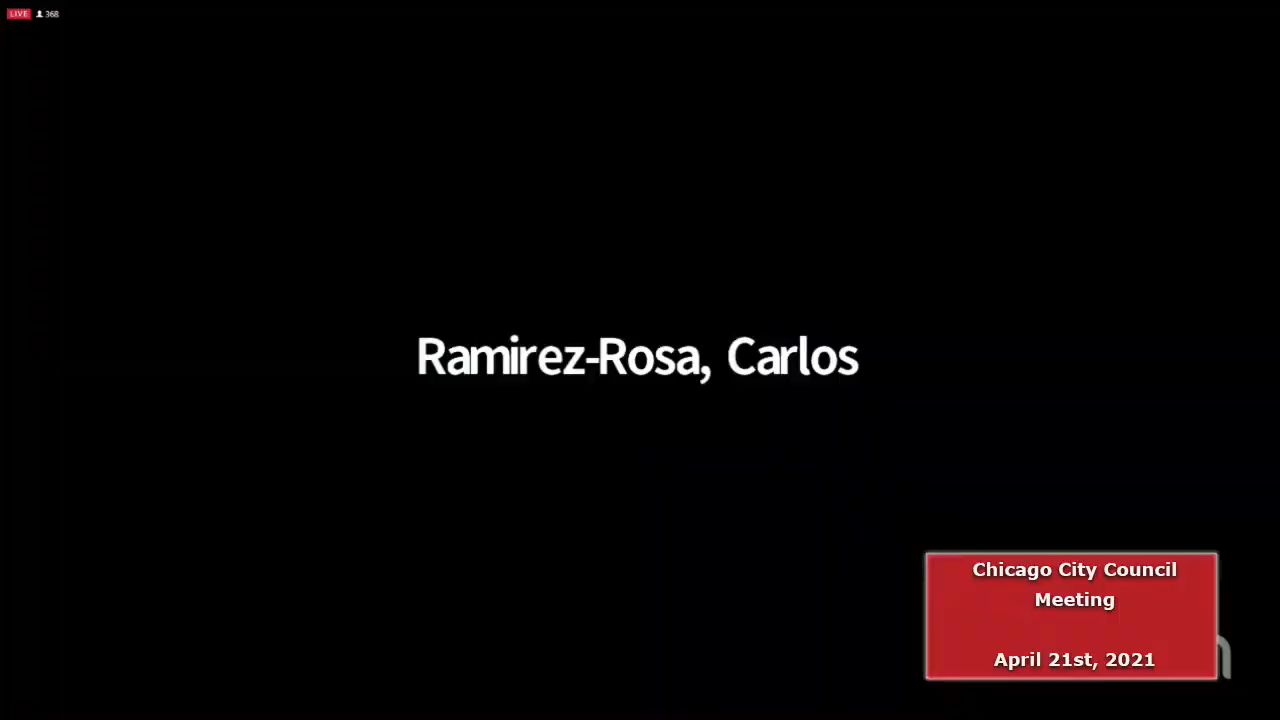 LIVE 368
Ramirez-Rosa, Carlos
Chicago City Council
Meeting
April 21st, 2021